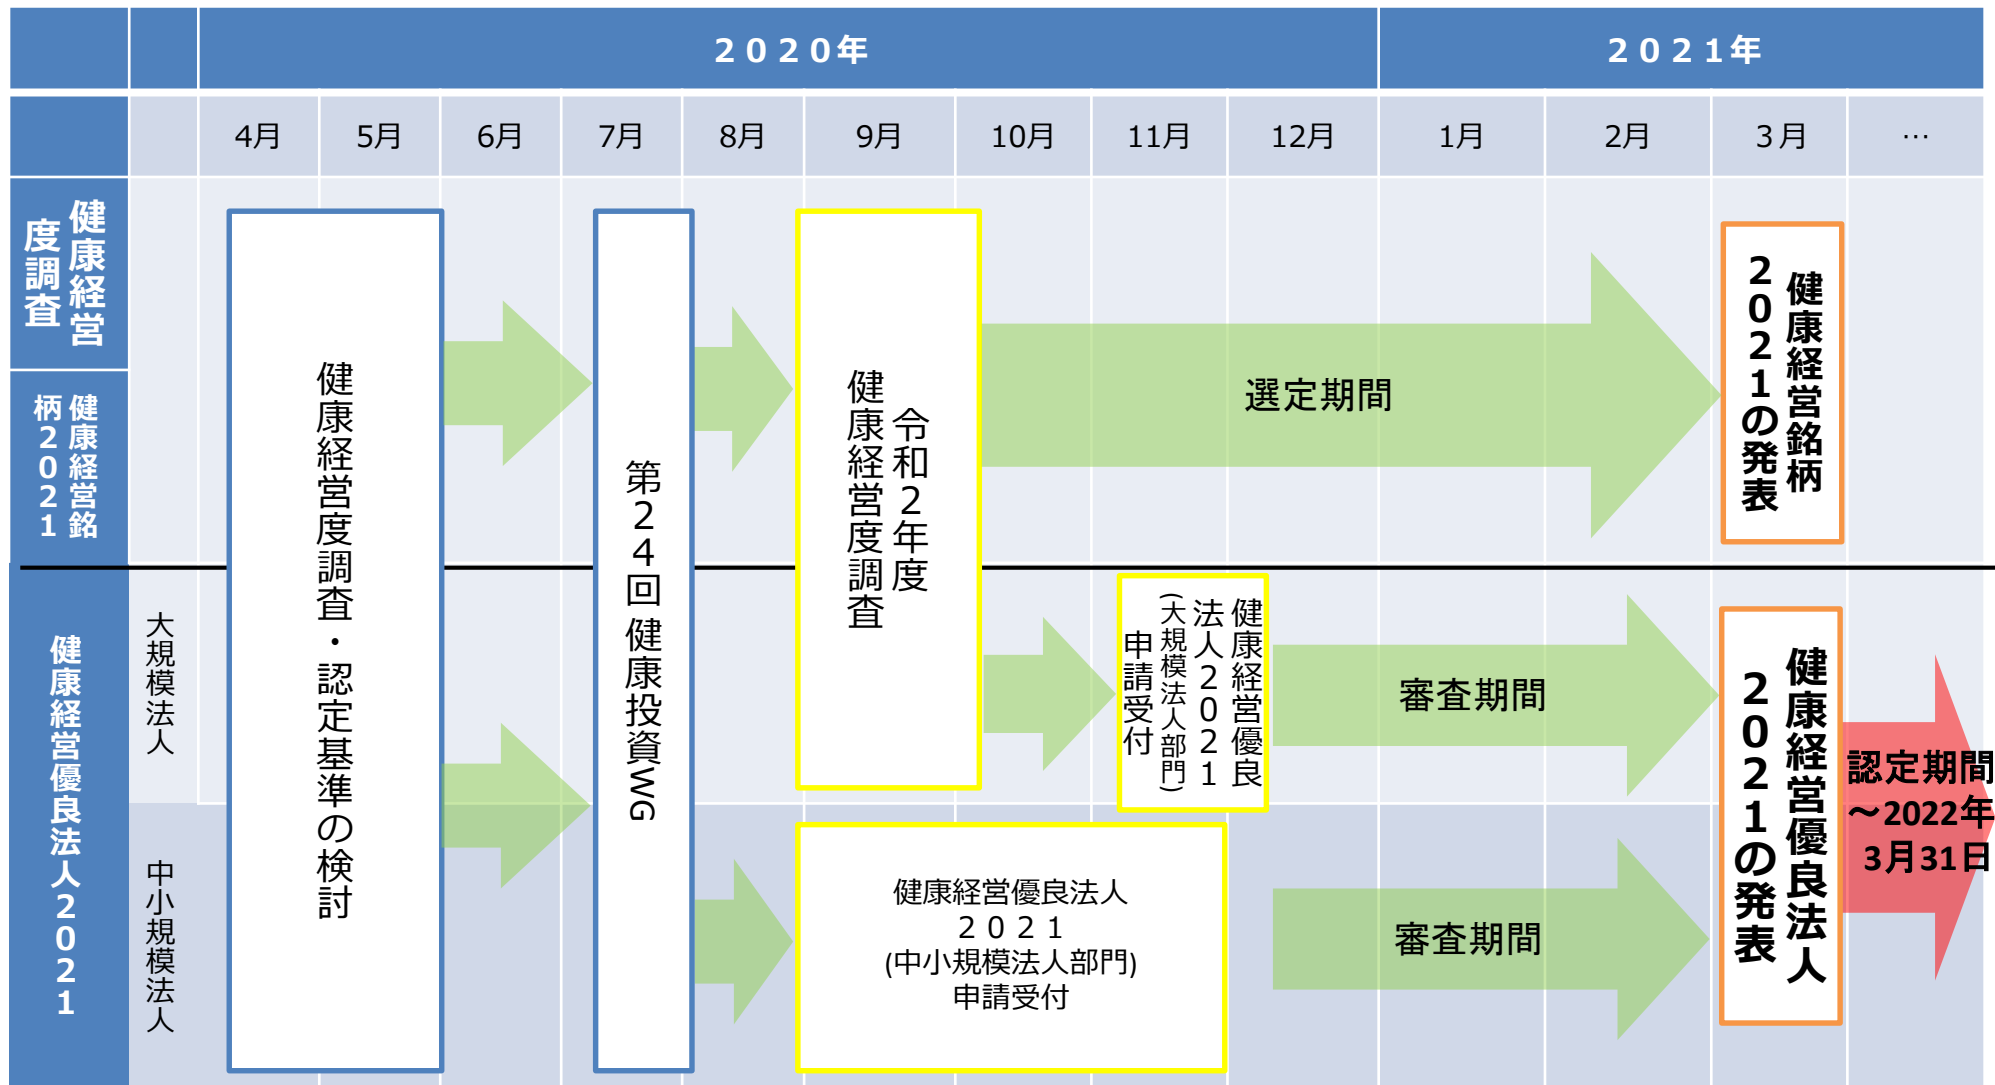 ２０２０年
２０２１年
4月
5月
6月
7月
8月
9月
10月
11月
12月
1月
2月
３月
…
健康経営
度調査
健康経営銘
柄２０２１
健康経営優良法人２０２１
大規模法人
中小規模法人
健康経営度調査・認定基準の検討
第２４回 健康投資WG
令和２年度
健康経営度調査
選定期間
健康経営銘柄
２０２１の発表
健康経営優良
法人２０２１
(大規模法人部門)
申請受付
審査期間
健康経営優良法人
２０２１
(中小規模法人部門)
申請受付
審査期間
健康経営優良法人
２０２１の発表
認定期間
～2022年
3月31日